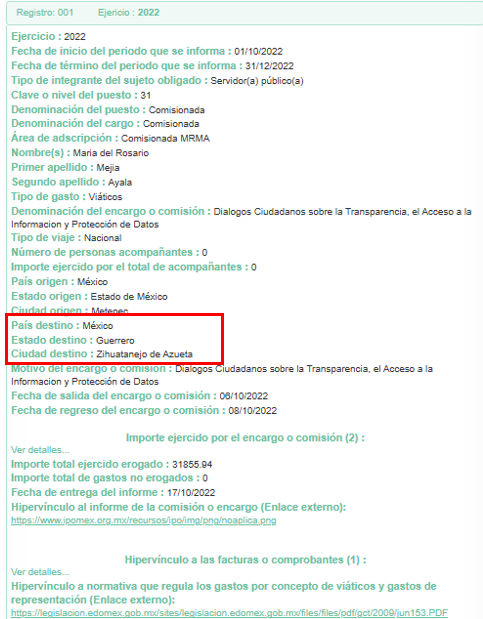 Registro: 001 Ejericio : 2022
Ejercicio : 2022
Fecha de inicio del periodo que se informa : 01/10/2022
Fecha de término del periodo que se informa : 31/12/2022
Tipo de integrante del sujeto obligado : Servidor(a) público(a)
Clave o nivel del puesto : 31
Denominación del puesto : Comisionada
Denominación del cargo : Comisionada
Área de adscripción : Comisionada MRMA
Nombre(s) : Maria del Rosario
Primer apellido : Mejia
Segundo apellido : Ayala
Tipo de gasto : Viáticos
Denominación del encargo o comisión : Dialogos Ciudadanos sobre la Transparencia, el Acceso a la
Informacion y Protección de Datos
Tipo de viaje : Nacional
Número de personas acompañantes : 0
Importe ejercido por el total de acompañantes : 0
País origen : México
Estado origen : Estado de México
Ciudad origen : Metepec
País destino : México
Estado destino : Guerrero
Ciudad destino : Zihuatanejo de Azueta
Motivo del encargo o comisión : Dialogos Ciudadanos sobre la Transparencia, el Acceso a la
Informacion y Protección de Datos
Fecha de salida del encargo o comisión : 06/10/2022
Fecha de regreso del encargo o comisión : 08/10/2022
Importe ejercido por el encargo o comisión (2) :
Ver detalles...
Importe total ejercido erogado : 31855.94
Importe total de gastos no erogados : 0
Fecha de entrega del informe : 17/10/2022
Hipervínculo al informe de la comisión o encargo (Enlace externo):
https://www.ipomex.org.mx/recursos/ipo/img/png/noaplica.png
Hipervínculo a las facturas o comprobantes (1) :
Ver detalles...
Hipervínculo a normativa que regula los gastos por concepto de viáticos y gastos de
representación (Enlace externo):
https://legislacion.edomex.gob.mx/sites/legislacion.edomex.gob.mx/files/files/pdf/gct/2009/jun153.PDF